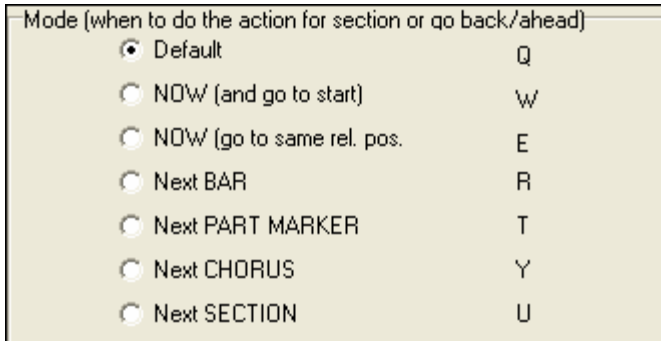 Mode (when to do the action for section or go back/ahead)
Default Q
NOW (and go to start) W
NOW (go to same rel. pos. E
Next BAR R
Next PART MARKER T
Next CHORUS Y
Next SECTION U